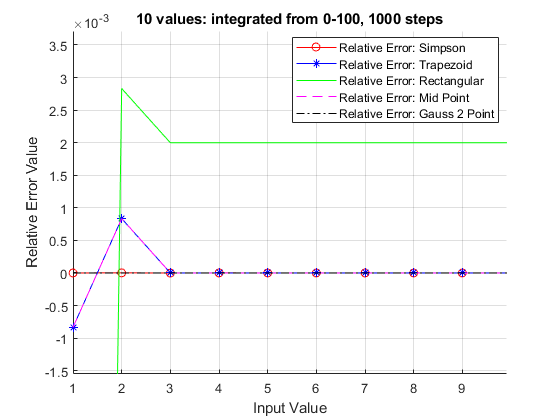 10 values: integrated from 0-100, 1000 steps
×10⁻³
Relative Error: Simpson
Relative Error: Trapezoid
Relative Error: Rectangular
Relative Error: Mid Point
Relative Error: Gauss 2 Point
3.5
3
2.5
2
1.5
1
0.5
0
-0.5
-1
-1.5
Relative Error Value
1 2 3 4 5 6 7 8 9
Input Value